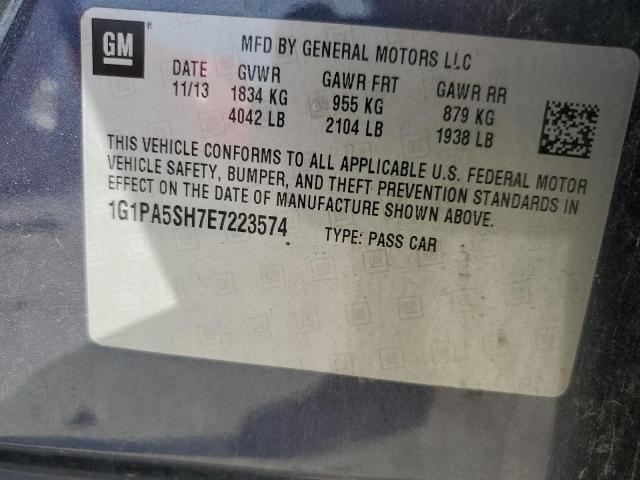 GM
MFD BY GENERAL MOTORS LLC
DATE GVWR GAWR FRT GAWR RR
11/13 1834 KG 955 KG 879 KG
4042 LB 2104 LB 1938 LB
THIS VEHICLE CONFORMS TO ALL APPLICABLE U.S. FEDERAL MOTOR
VEHICLE SAFETY, BUMPER, AND THEFT PREVENTION STANDARDS IN
EFFECT ON THE DATE OF MANUFACTURE SHOWN ABOVE.
1G1PA5SH7E7223574 TYPE: PASS CAR